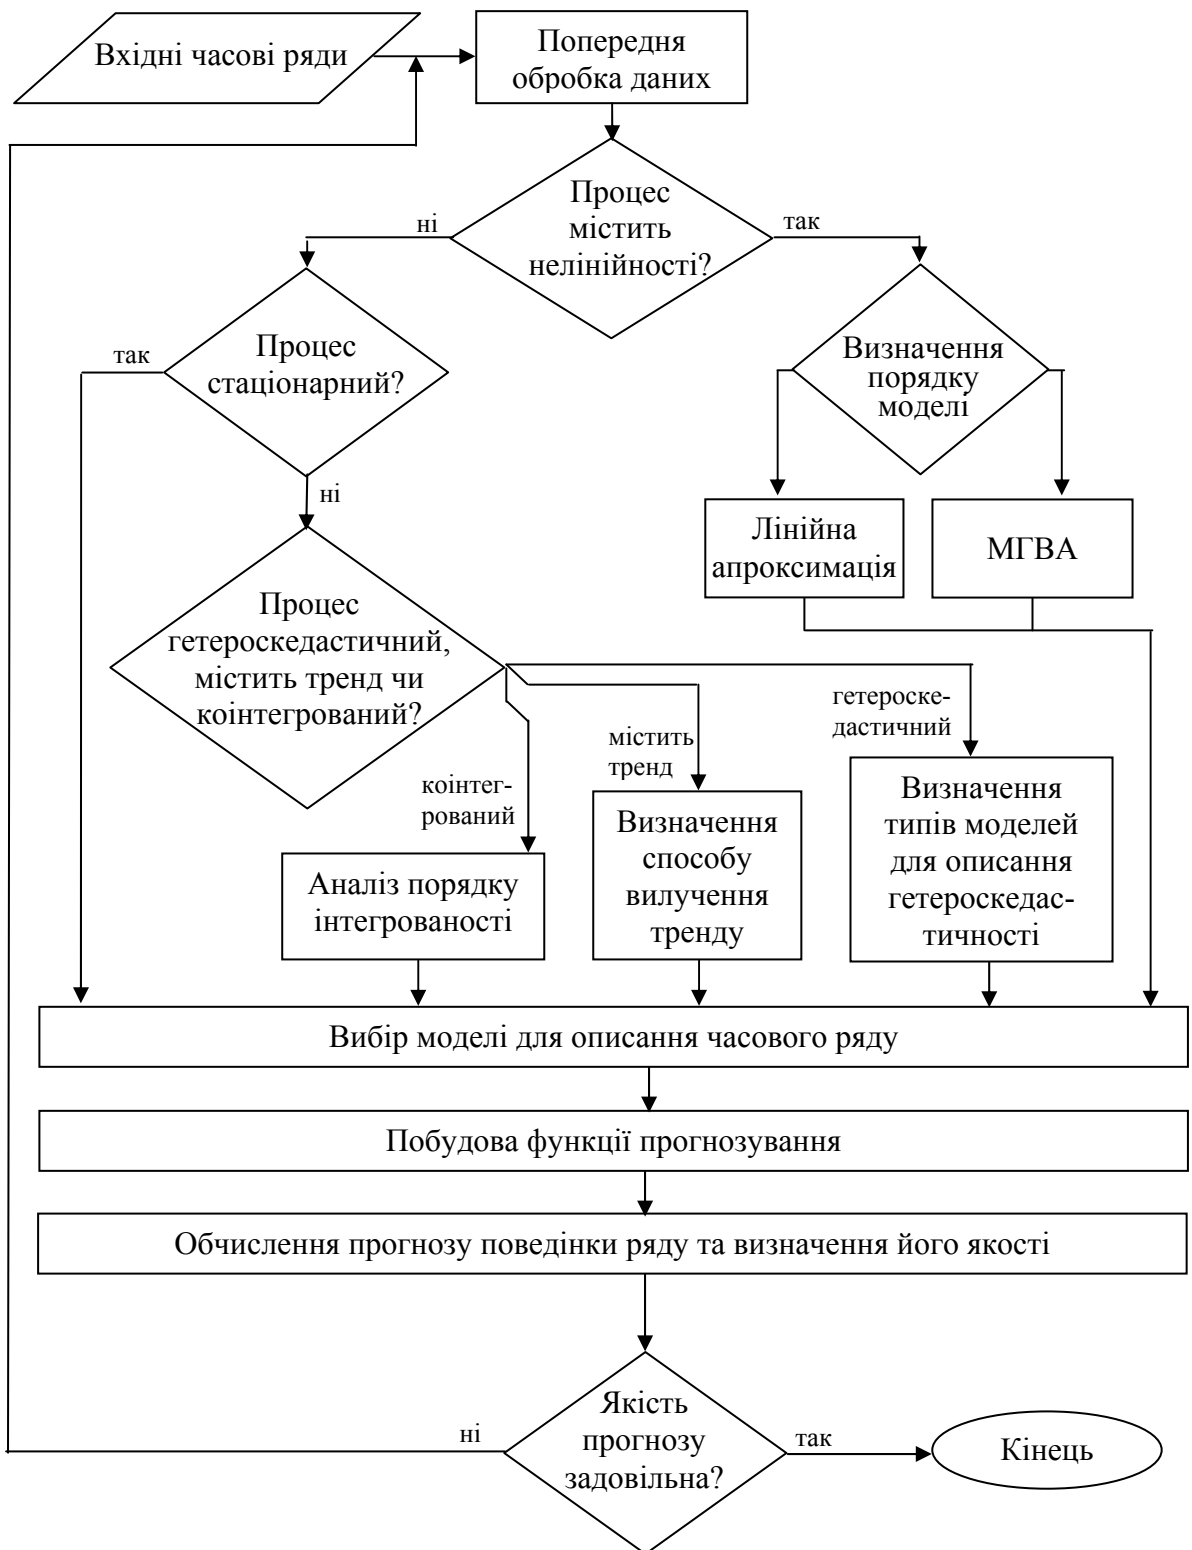 Вхідні часові ряди
Попередня
обробка даних
Процес
містить
нелінійності?
ні
так
Процес
стаціонарний?
так
ні
Визначення
порядку
моделі
Лінійна
апроксимація
МГВА
Процес
гетероскедастичний,
містить тренд чи
коінтегрований?
гетероске-
дастичний
містить
тренд
коінтег-
рований
Аналіз порядку
інтегрованості
Визначення
способу
вилучення
тренду
Визначення
типів моделей
для описання
гетероскедас-
тичності
Вибір моделі для описання часового ряду
Побудова функції прогнозування
Обчислення прогнозу поведінки ряду та визначення його якості
Якість
прогнозу
задовільна?
ні
так
Кінець